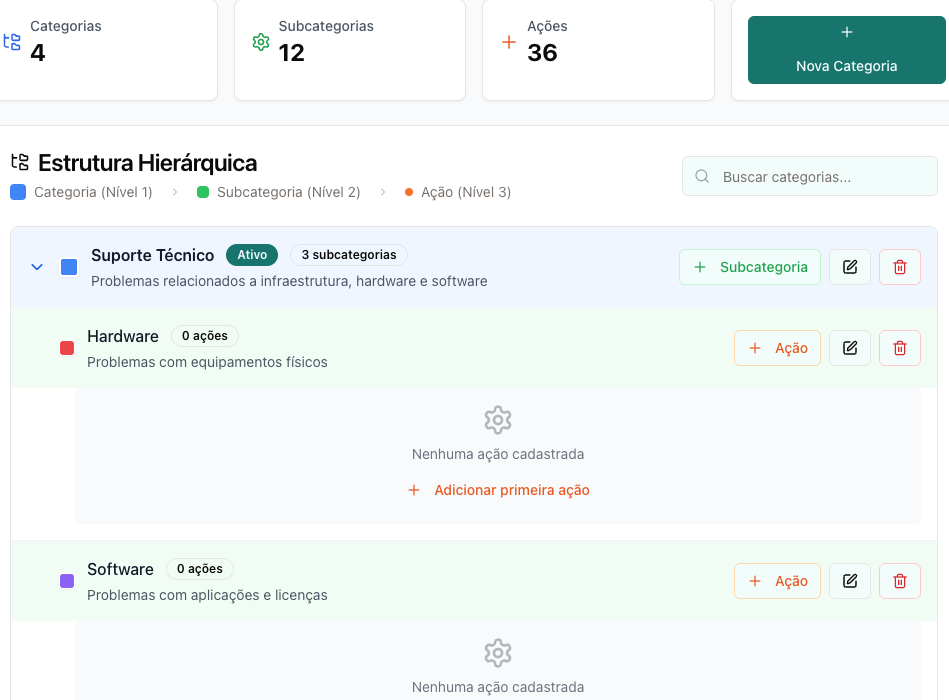 Categorias
4
Subcategorias
12
Ações
36
Nova Categoria
Estrutura Hierárquica
Categoria (Nível 1) Subcategoria (Nível 2) Ação (Nível 3)
Buscar categorias...
Suporte Técnico Ativo 3 subcategorias
Problemas relacionados a infraestrutura, hardware e software
Subcategoria
Hardware 0 ações
Problemas com equipamentos físicos
Ação
Nenhuma ação cadastrada
Adicionar primeira ação
Software 0 ações
Problemas com aplicações e licenças
Ação
Nenhuma ação cadastrada